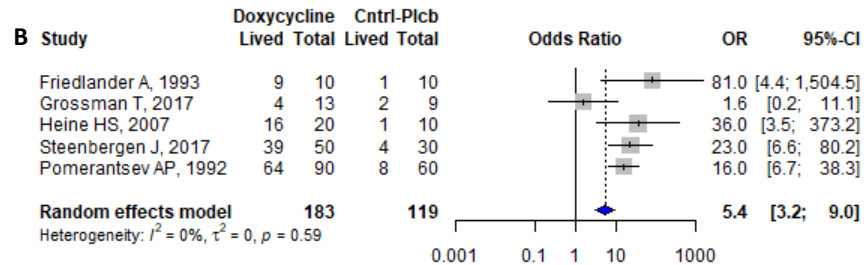 Doxycycline Cntrl-Plcb
B Study Lived Total Lived Total Odds Ratio OR 95%-CI
Friedlander A, 1993 9 10 1 10 81.0 [4.4; 1,504.5]
Grossman T, 2017 4 13 2 9 1.6 [0.2; 11.1]
Heine HS, 2007 16 20 1 10 36.0 [3.5; 373.2]
Steenbergen J, 2017 39 50 4 30 23.0 [6.6; 80.2]
Pomerantsev AP, 1992 64 90 8 60 16.0 [6.7; 38.3]
Random effects model 183 119 5.4 [3.2; 9.0]
Heterogeneity: I² = 0%, τ² = 0, p = 0.59
0.001 0.1 1 10 1000